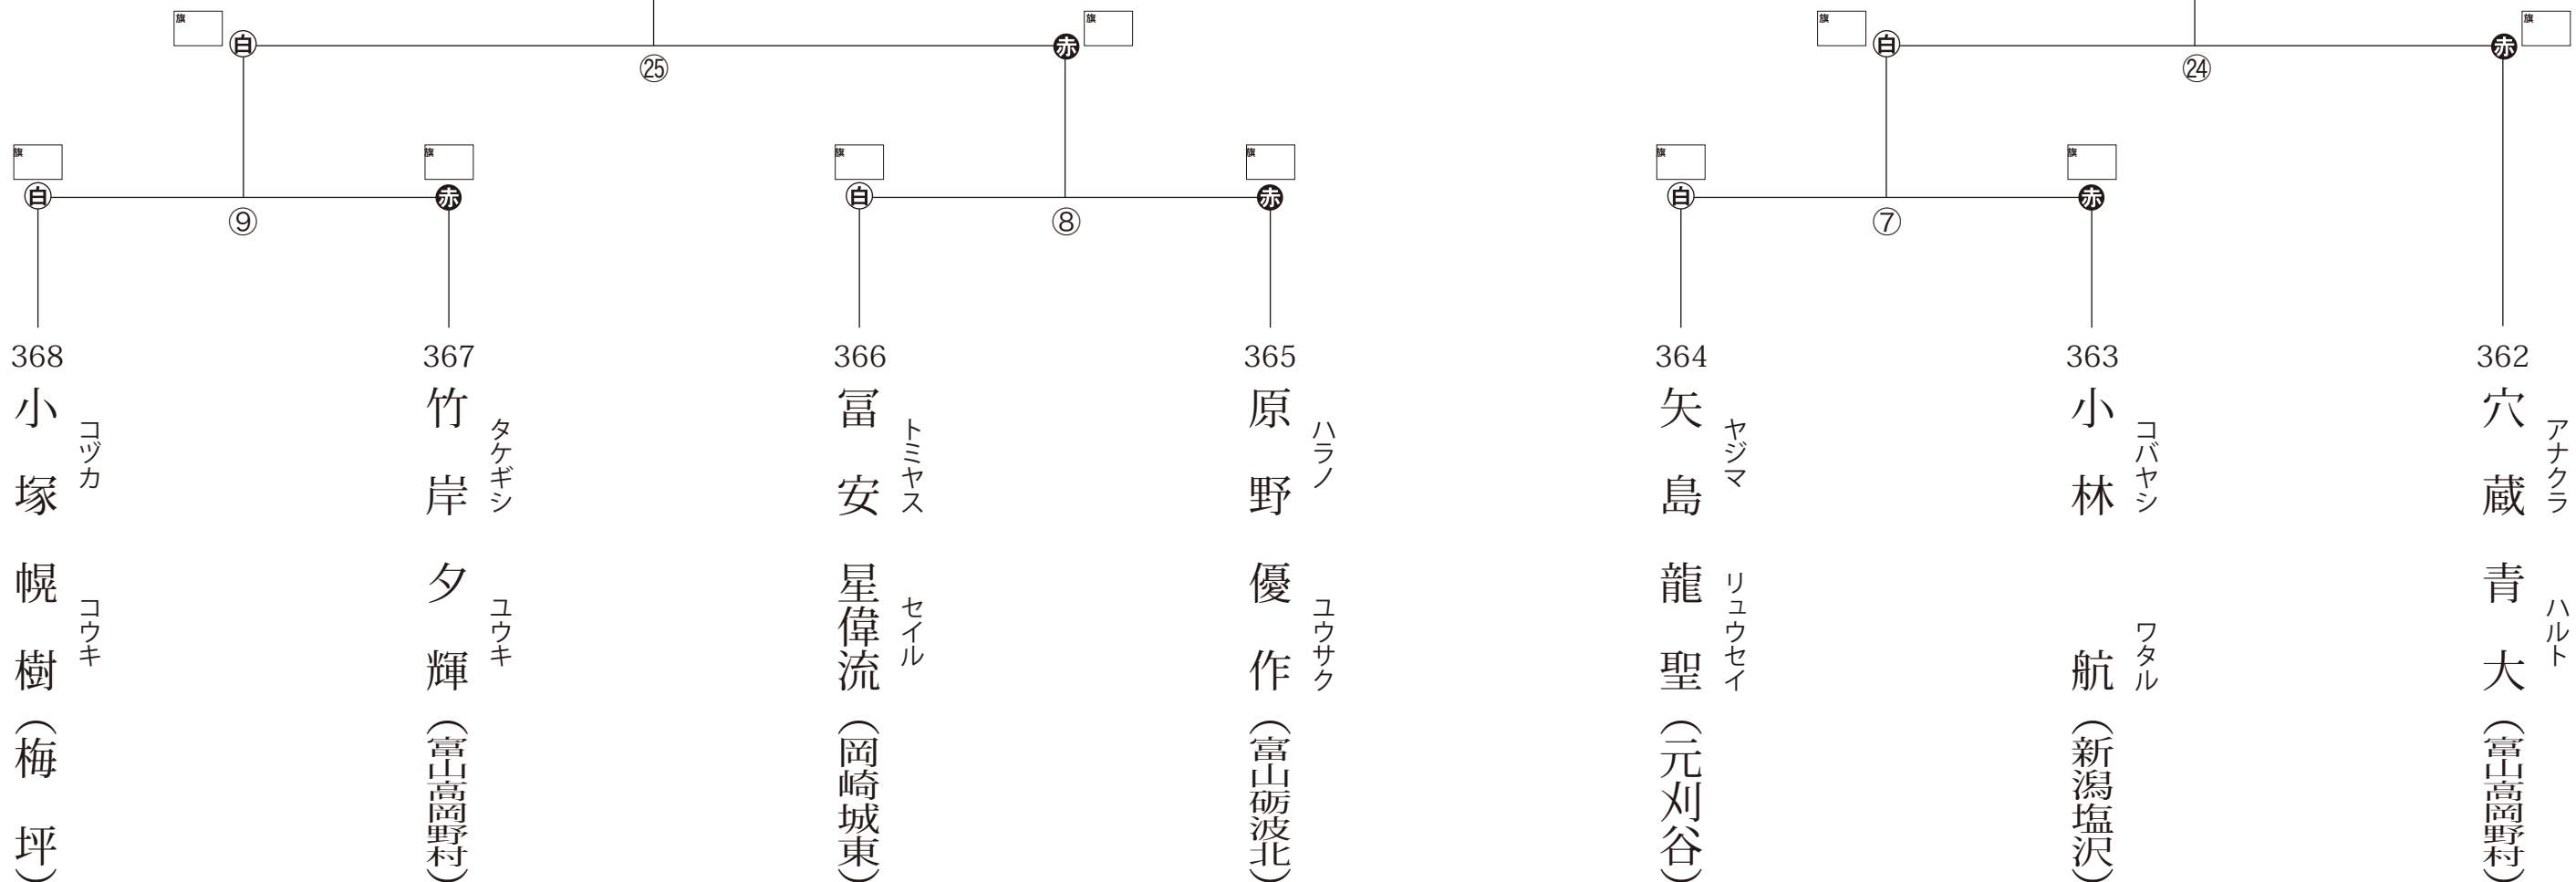 旗
白
赤
旗
㉕
旗
白
赤
旗
㉔
旗
白
旗
赤
⑨
旗
白
旗
赤
⑧
旗
白
旗
赤
⑦
362
穴蔵青大(富山高岡野村)
アナクラ ハルト
363
小林 航(新潟塩沢)
コバヤシ ワタル
364
矢島龍聖(元刈谷)
ヤジマ リュウセイ
365
原野優作(富山砺波北)
ハラノ ユウサク
366
冨安星偉流(岡崎城東)
トミヤス セイル
367
竹岸夕輝(富山高岡野村)
タケギシ ユウキ
368
小塚幌樹(梅坪)
コヅカ コウキ